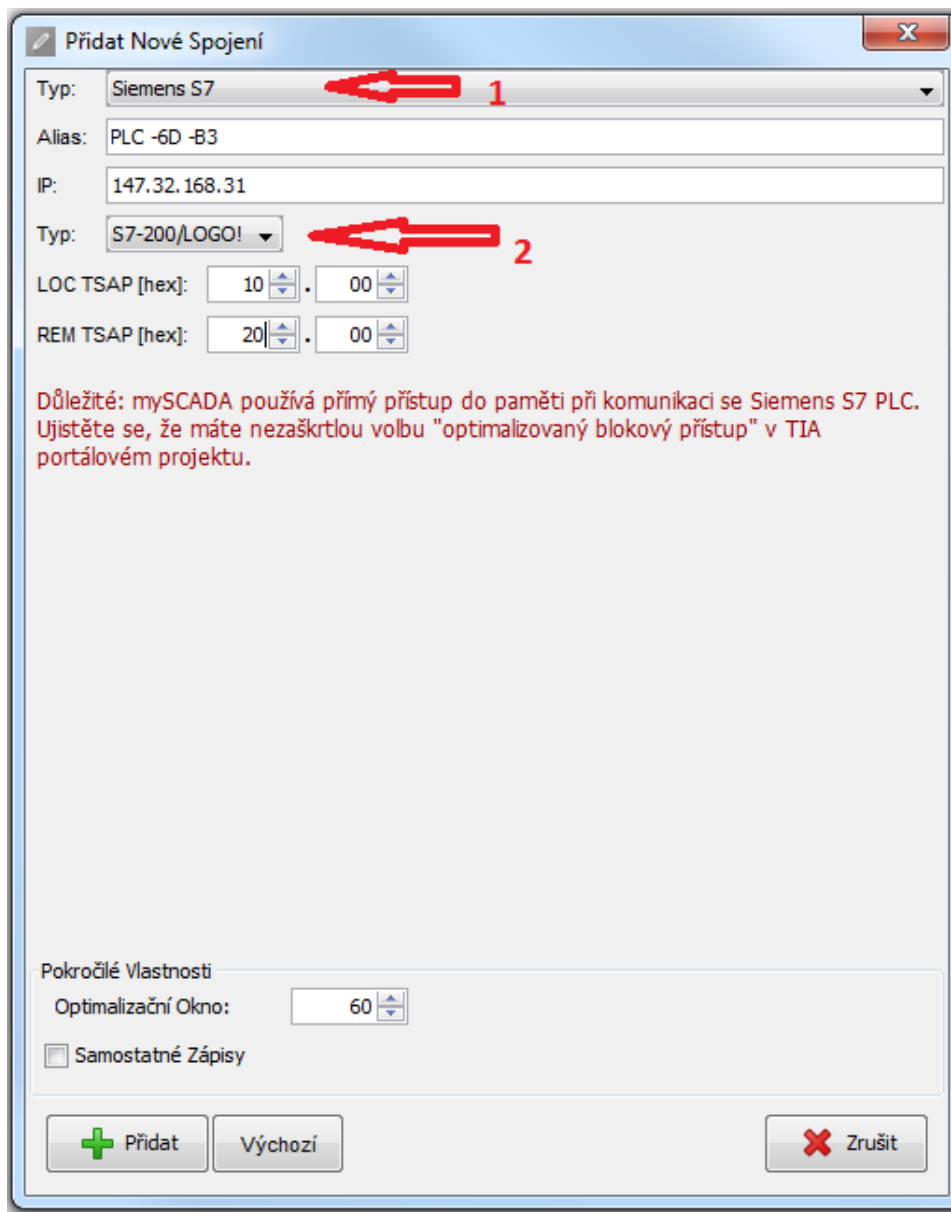 Přidat Nové Spojení
Typ: Siemens S7 1
Alias: PLC -6D -B3
IP: 147.32.168.31
Typ: S7-200/LOGO! 2
LOC TSAP [hex]: 10 . 00
REM TSAP [hex]: 20 . 00
Důležité: mySCADA používá přímý přístup do paměti při komunikaci se Siemens S7 PLC.
Ujistěte se, že máte nezaškrtlou volbu "optimalizovaný blokový přístup" v TIA
portálovém projektu.
Pokročilé Vlastnosti
Optimalizační Okno: 60
Samostatné Zápisy
Přidat Výchozí Zrušit